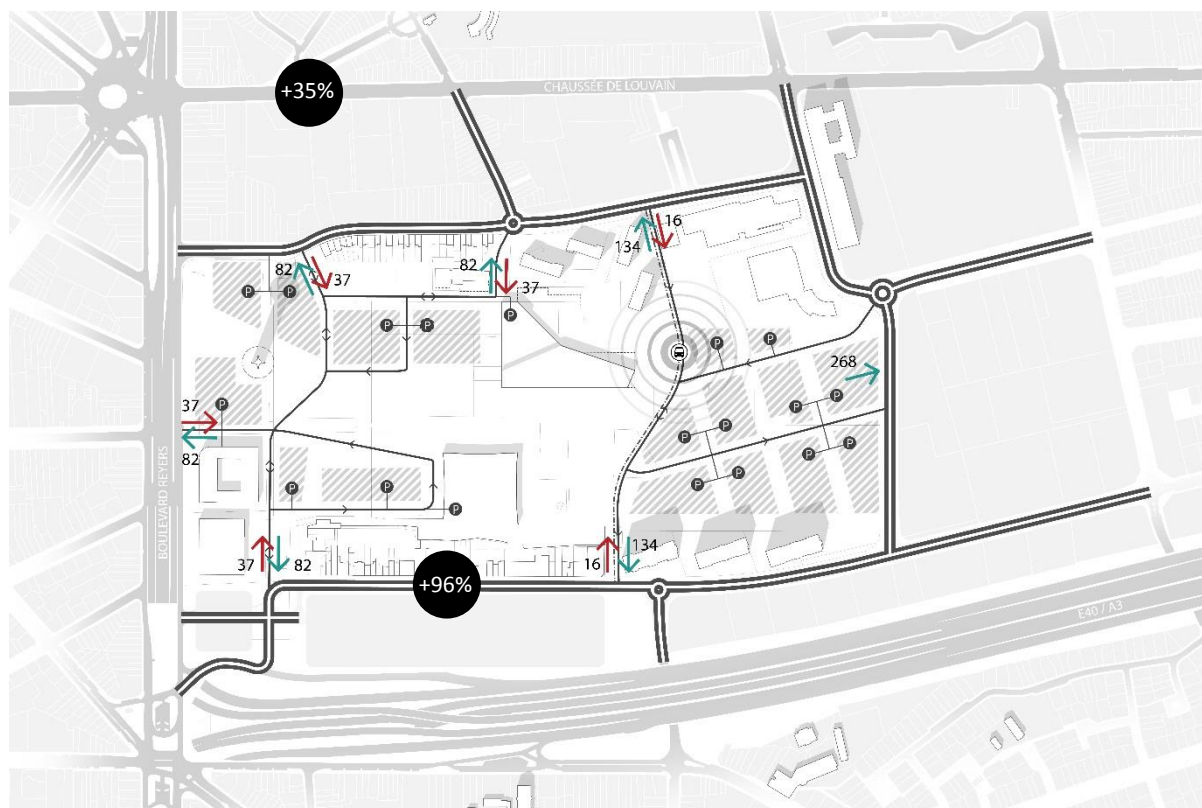 +35%
CHAUSSÉE DE LOUVAIN
16
134
82
37
82
37
P
P
P
P
P
P
P
268
37
P
P
P
82
P
P
P
P
P
BOULEVARD REYERS
P
P
P
134
37
82
16
+96%
E40 / A3